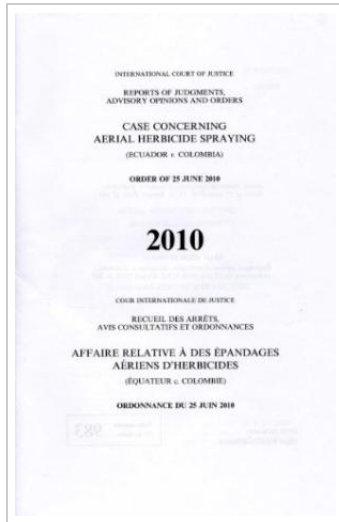 INTERNATIONAL COURT OF JUSTICE
REPORTS OF JUDGMENTS,
ADVISORY OPINIONS AND ORDERS
CASE CONCERNING
AERIAL HERBICIDE SPRAYING
(ECUADOR v. COLOMBIA)
ORDER OF 25 JUNE 2010
2010
COUR INTERNATIONALE DE JUSTICE
RECUEIL DES ARRÊTS,
AVIS CONSULTATIFS ET ORDONNANCES
AFFAIRE RELATIVE À DES ÉPANDAGES
AÉRIENS D'HERBICIDES
(ÉQUATEUR c. COLOMBIE)
ORDONNANCE DU 25 JUIN 2010
983